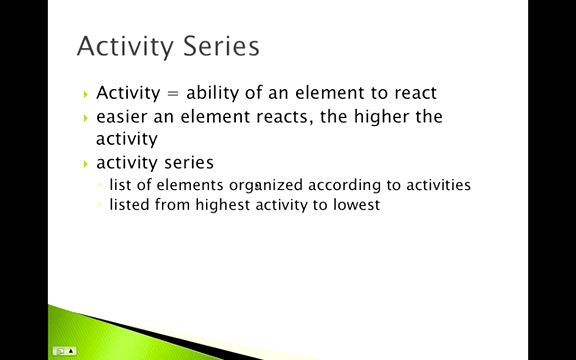 Activity Series
Activity = ability of an element to react
easier an element reacts, the higher the
activity
activity series
list of elements organized according to activities
listed from highest activity to lowest